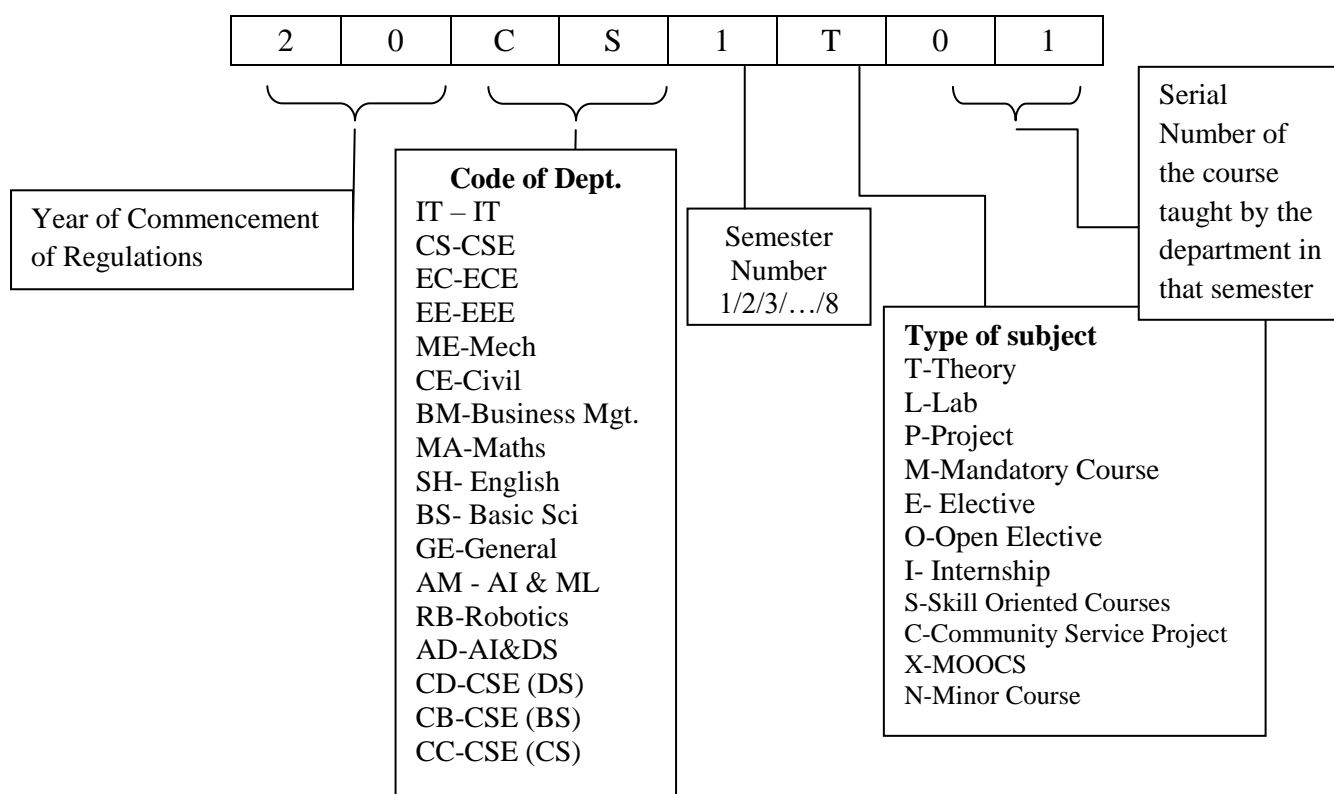 2 0 C S 1 T 0 1
Year of Commencement
of Regulations
Code of Dept.
IT – IT
CS-CSE
EC-ECE
EE-EEE
ME-Mech
CE-Civil
BM-Business Mgt.
MA-Maths
SH- English
BS- Basic Sci
GE-General
AM - AI & ML
RB-Robotics
AD-AI&DS
CD-CSE (DS)
CB-CSE (BS)
CC-CSE (CS)
Semester
Number
1/2/3/…/8
Type of subject
T-Theory
L-Lab
P-Project
M-Mandatory Course
E- Elective
O-Open Elective
I- Internship
S-Skill Oriented Courses
C-Community Service Project
X-MOOCS
N-Minor Course
Serial
Number of
the course
taught by the
department in
that semester